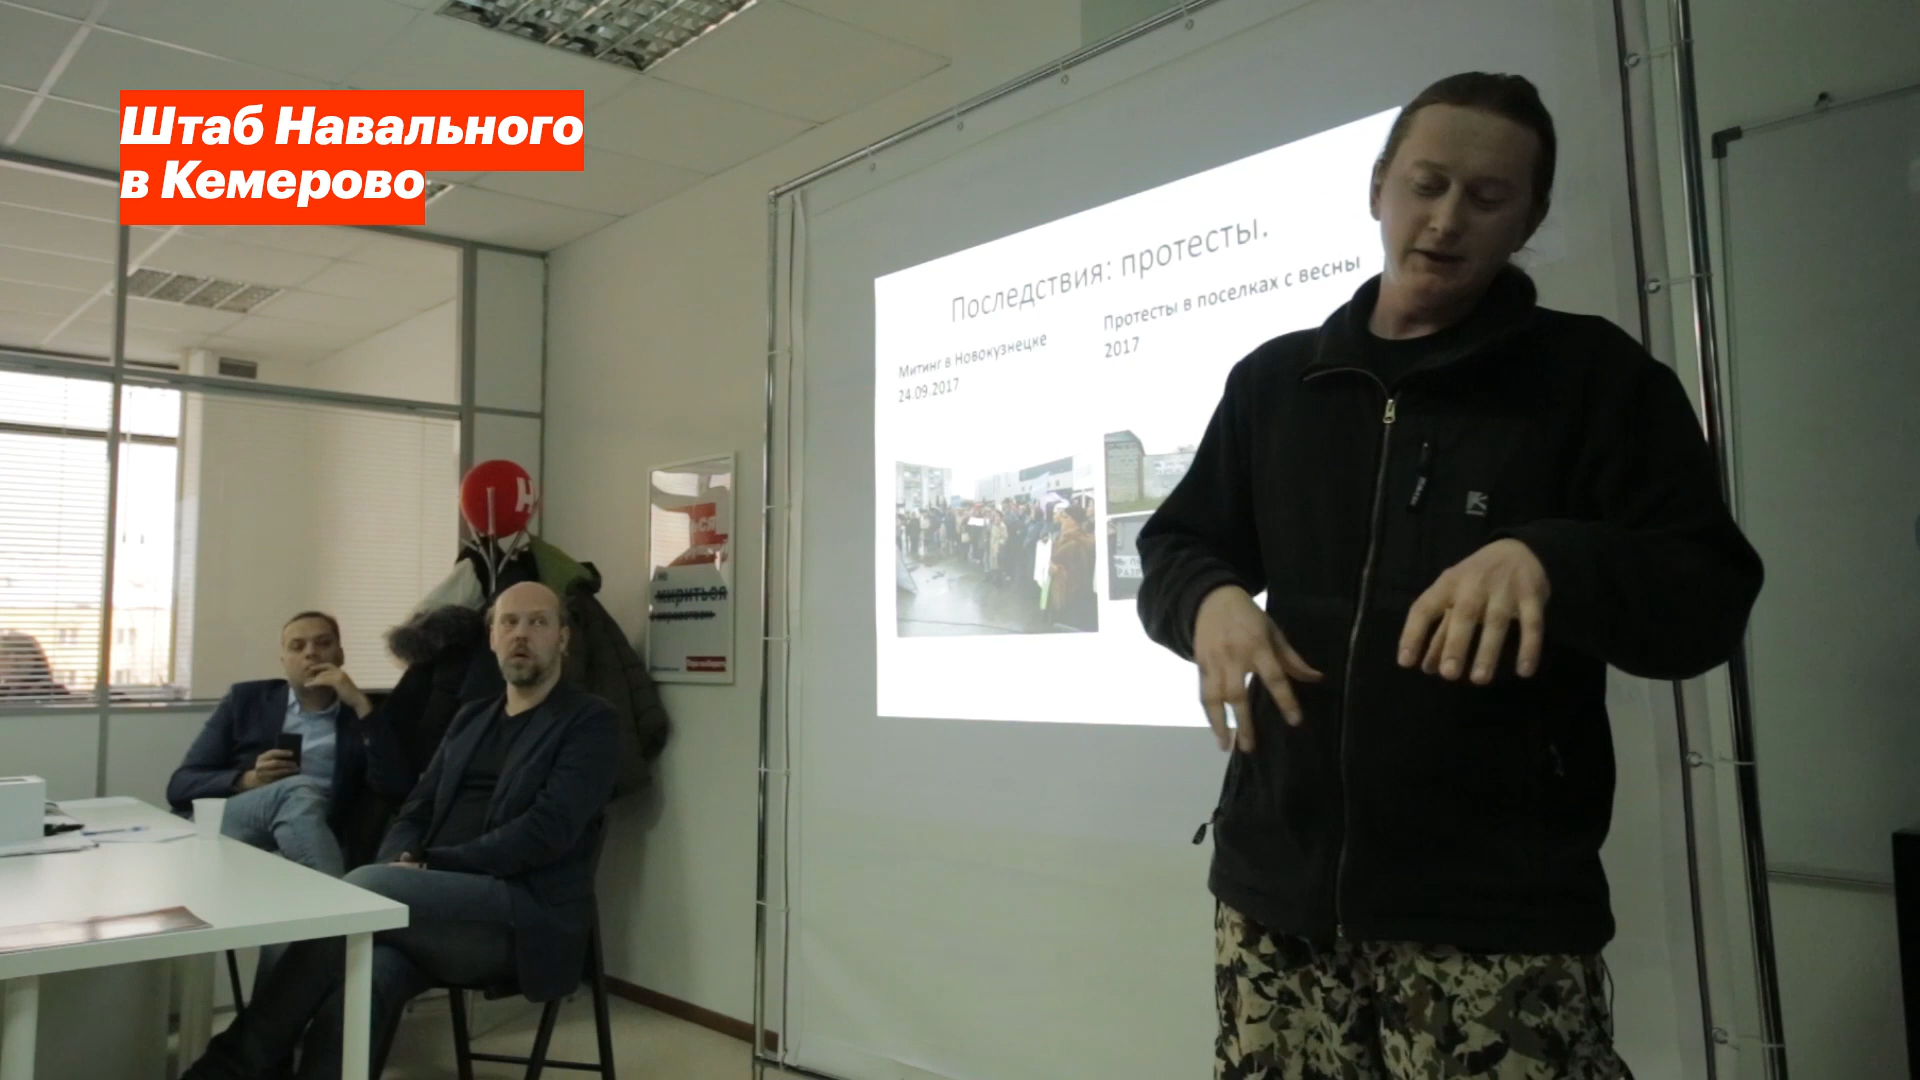 Штаб Навального
в Кемерово
Последствия: протесты.
Митинг в Новокузнецке
24.09.2017
Протесты в поселках с весны
2017
Н
мириться